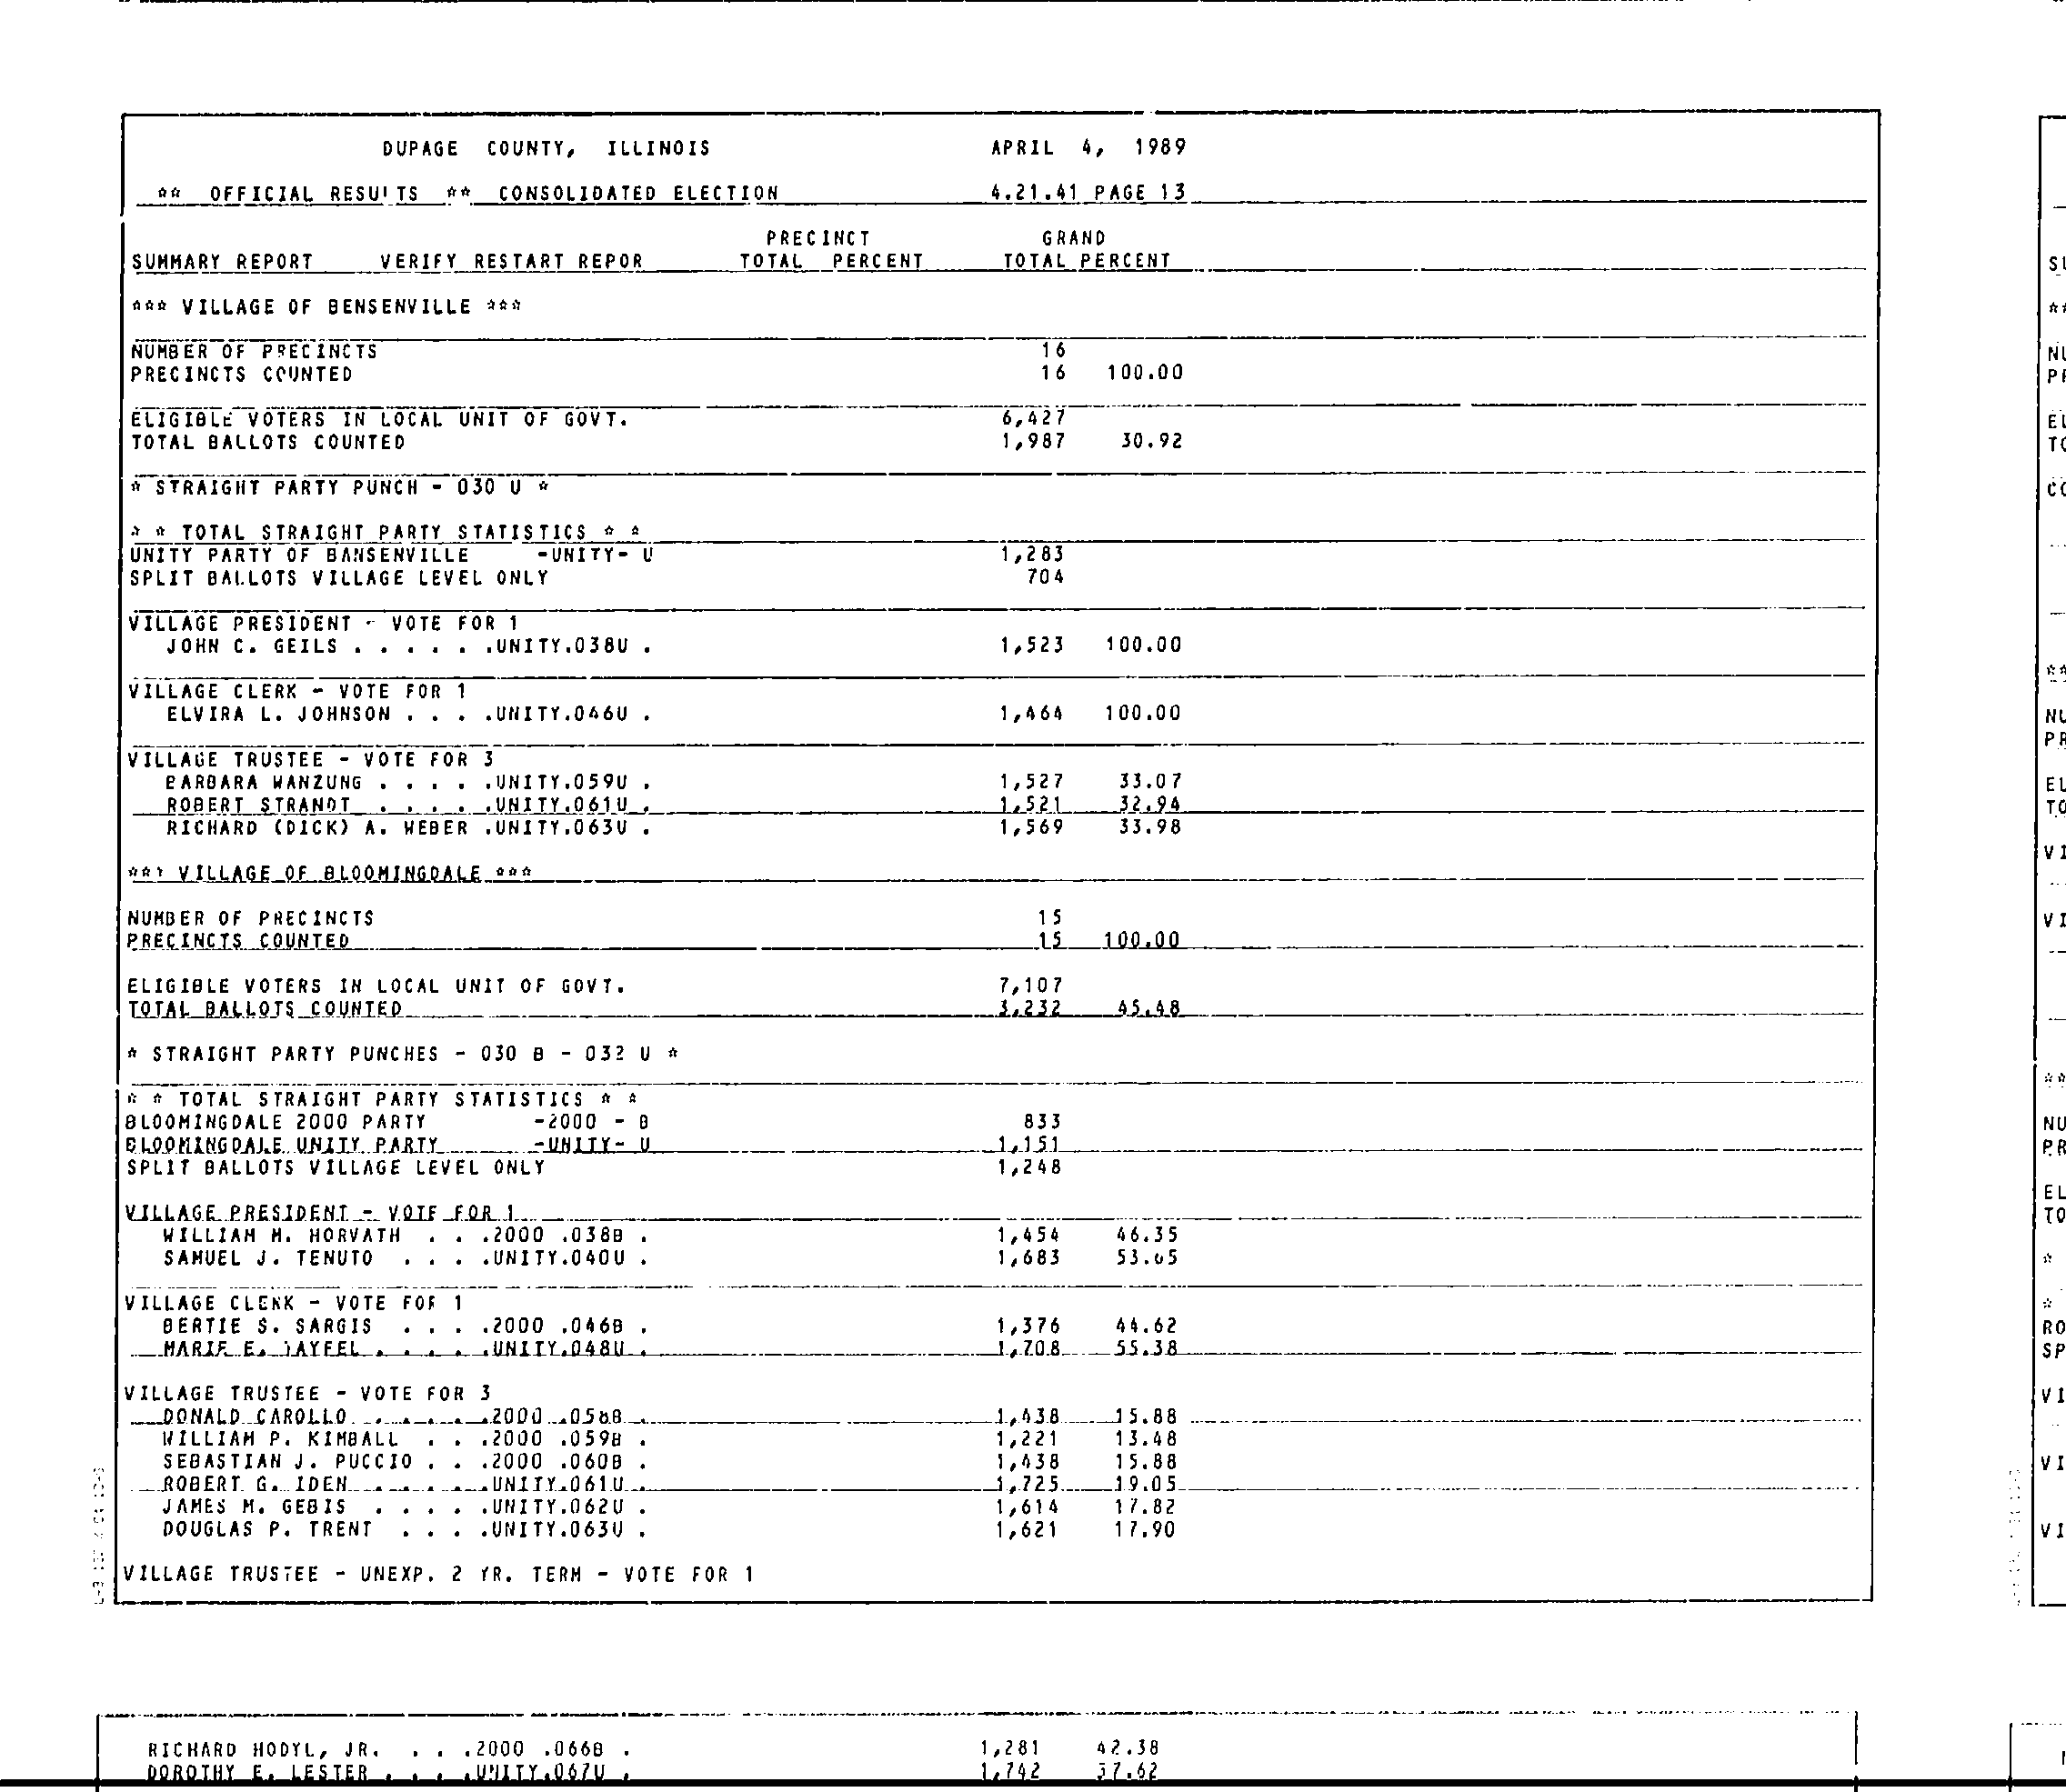 DUPAGE COUNTY, ILLINOIS APRIL 4, 1989
** OFFICIAL RESULTS ** CONSOLIDATED ELECTION 4.21.41 PAGE 13
PRECINCT GRAND
SUMMARY REPORT VERIFY RESTART REPOR TOTAL PERCENT TOTAL PERCENT
*** VILLAGE OF BENSENVILLE ***
NUMBER OF PRECINCTS 16
PRECINCTS COUNTED 16 100.00
ELIGIBLE VOTERS IN LOCAL UNIT OF GOVT. 6,427
TOTAL BALLOTS COUNTED 1,987 30.92
* STRAIGHT PARTY PUNCH - 030 U *
* * TOTAL STRAIGHT PARTY STATISTICS * *
UNITY PARTY OF BANSENVILLE -UNITY- U 1,283
SPLIT BALLOTS VILLAGE LEVEL ONLY 704
VILLAGE PRESIDENT - VOTE FOR 1
JOHN C. GEILS . . . . . .UNITY.038U . 1,523 100.00
VILLAGE CLERK - VOTE FOR 1
ELVIRA L. JOHNSON . . . .UNITY.046U . 1,464 100.00
VILLAGE TRUSTEE - VOTE FOR 3
BARBARA WANZUNG . . . . .UNITY.059U . 1,527 33.07
ROBERT STRANDT . . . . .UNITY.061U . 1,521 32.94
RICHARD (DICK) A. WEBER .UNITY.063U . 1,569 33.98
*** VILLAGE OF BLOOMINGDALE ***
NUMBER OF PRECINCTS 15
PRECINCTS COUNTED 15 100.00
ELIGIBLE VOTERS IN LOCAL UNIT OF GOVT. 7,107
TOTAL BALLOTS COUNTED 3,232 45.48
* STRAIGHT PARTY PUNCHES - 030 B - 032 U *
* * TOTAL STRAIGHT PARTY STATISTICS * *
BLOOMINGDALE 2000 PARTY -2000 - B 833
BLOOMINGDALE UNITY PARTY -UNITY- U 1,151
SPLIT BALLOTS VILLAGE LEVEL ONLY 1,248
VILLAGE PRESIDENT - VOTE FOR 1
WILLIAM M. HORVATH . . .2000 .038B . 1,454 46.35
SAMUEL J. TENUTO . . . .UNITY.040U . 1,683 53.65
VILLAGE CLERK - VOTE FOR 1
BERTIE S. SARGIS . . . .2000 .046B . 1,376 44.62
MARIE E. . . . . .UNITY.048U . 1,708 55.38
VILLAGE TRUSTEE - VOTE FOR 3
DONALD CAROLLO . . . . .2000 .058B . 1,438 15.88
WILLIAM P. KIMBALL . . .2000 .059B . 1,221 13.48
SEBASTIAN J. PUCCIO . . .2000 .060B . 1,438 15.88
ROBERT G. IDEN . . . . .UNITY.061U . 1,725 19.05
JAMES M. GEBIS . . . . .UNITY.062U . 1,614 17.82
DOUGLAS P. TRENT . . . .UNITY.063U . 1,621 17.90
VILLAGE TRUSTEE - UNEXP. 2 YR. TERM - VOTE FOR 1
RICHARD HODYL, JR. . . .2000 .066B . 1,281 42.38
DOROTHY E. LESTER . . . .UNITY.067U . 1,742